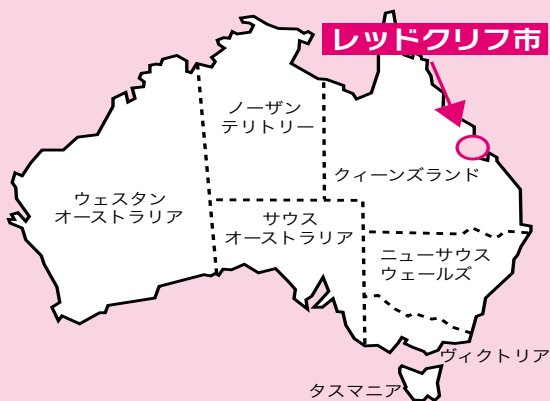 レッドクリフ市
ノーザン
テリトリー
クィーンズランド
ウェスタン
オーストラリア
サウス
オーストラリア
ニューサウス
ウェールズ
ヴィクトリア
タスマニア